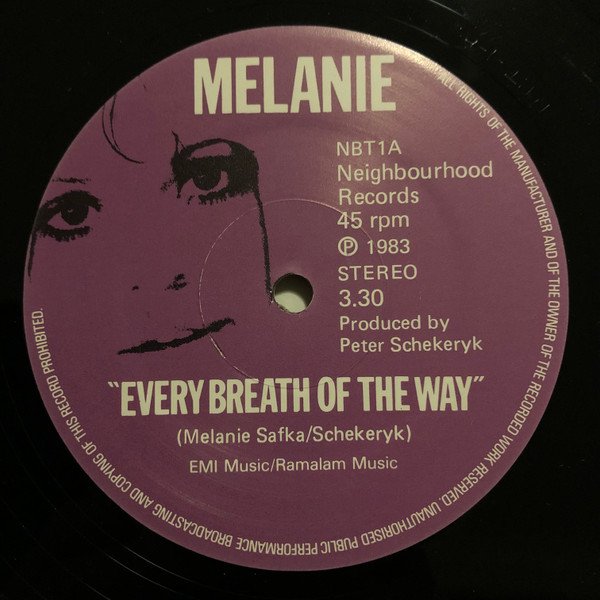 MELANIE
NBT1A
Neighbourhood
Records
45 rpm
Ⓟ 1983
STEREO
3.30
Produced by
Peter Schekeryk
"EVERY BREATH OF THE WAY"
(Melanie Safka/Schekeryk)
EMI Music/Ramalam Music
ALL RIGHTS OF THE MANUFACTURER AND OF THE OWNER OF THE RECORDED WORK RESERVED. UNAUTHORISED PUBLIC PERFORMANCE BROADCASTING AND COPYING OF THIS RECORD PROHIBITED.